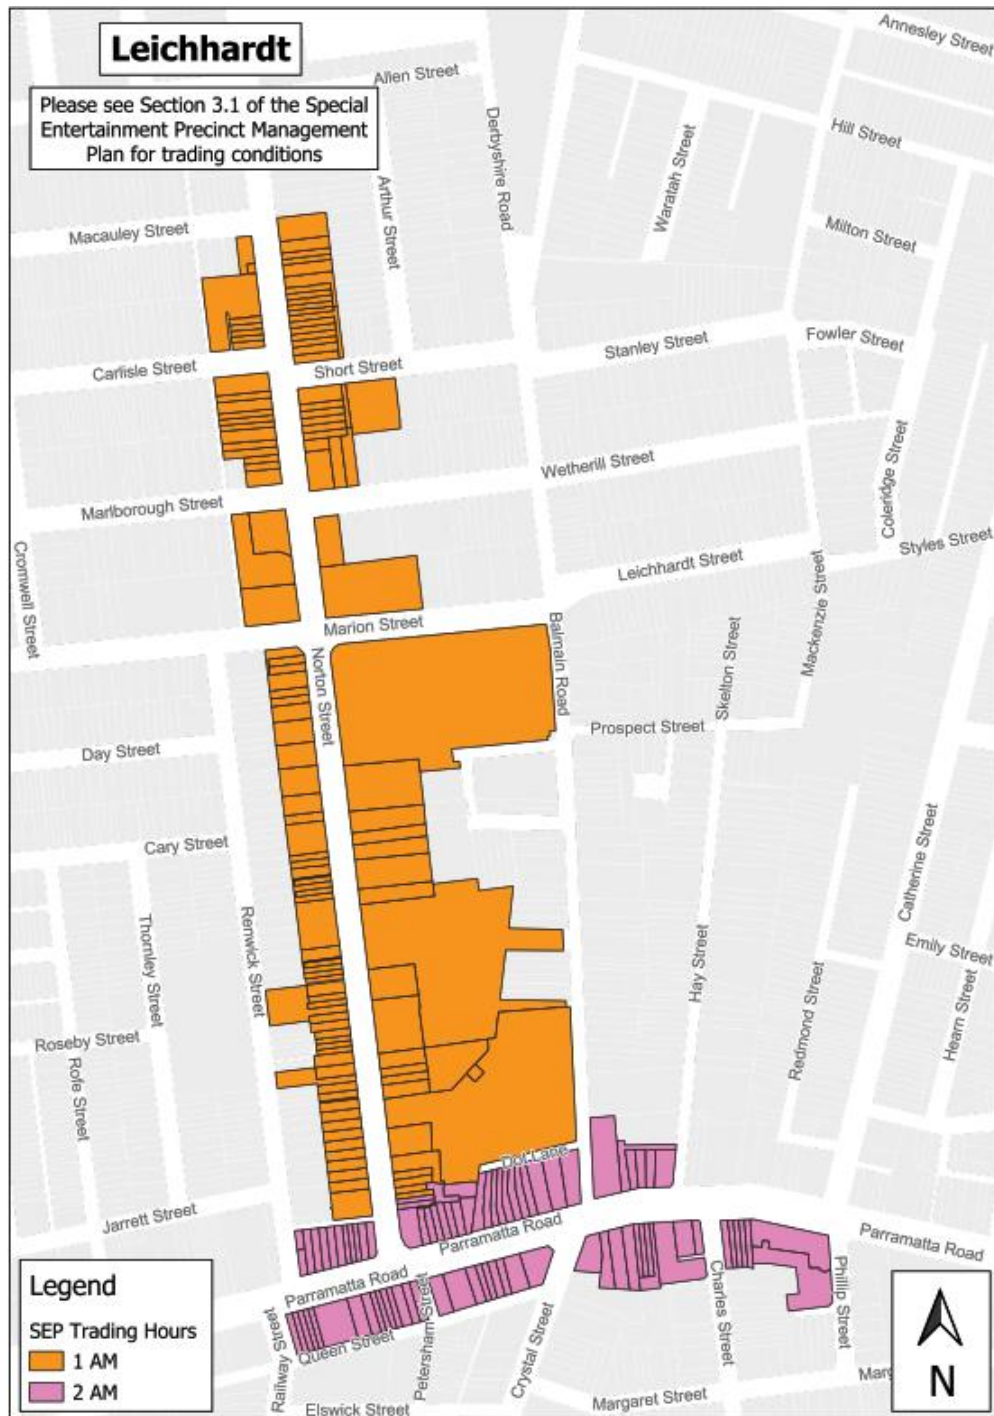 Leichhardt
Please see Section 3.1 of the Special
Entertainment Precinct Management
Plan for trading conditions
Annesley Street
Allen Street
Derbyshire Road
Hill Street
Waratah Street
Arthur Street
Macauley Street
Milton Street
Stanley Street
Fowler Street
Carlisle Street
Short Street
Wetherill Street
Coleridge Street
Marlborough Street
Styles Street
Leichhardt Street
Cromwell Street
Mackenzie Street
Marion Street
Balmain Road
Skelton Street
Norton Street
Prospect Street
Day Street
Cary Street
Catherine Street
Thornley Street
Renwick Street
Hay Street
Emily Street
Redmond Street
Hearn Street
Roseby Street
Rofe Street
Dot Lane
Jarrett Street
Parramatta Road
Parramatta Road
Parramatta Road
Railway Street
Queen Street
Petersham Street
Crystal Street
Charles Street
Phillip Street
Elswick Street
Margaret Street
Legend
SEP Trading Hours
1 AM
2 AM
N